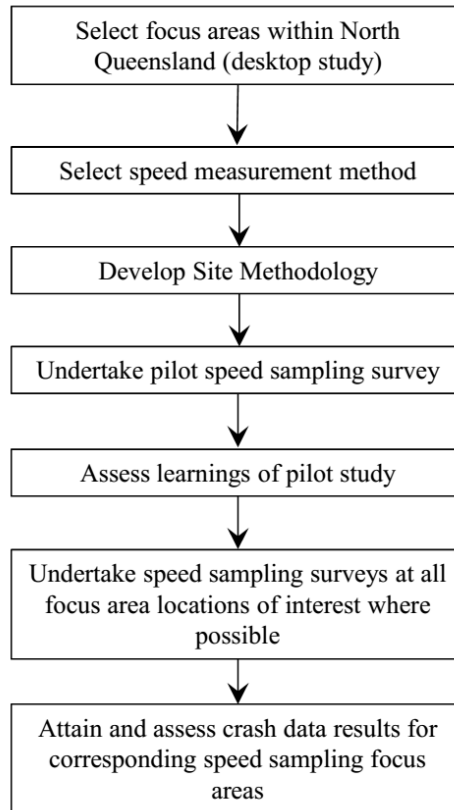 Select focus areas within North
Queensland (desktop study)
Select speed measurement method
Develop Site Methodology
Undertake pilot speed sampling survey
Assess learnings of pilot study
Undertake speed sampling surveys at all
focus area locations of interest where
possible
Attain and assess crash data results for
corresponding speed sampling focus
areas